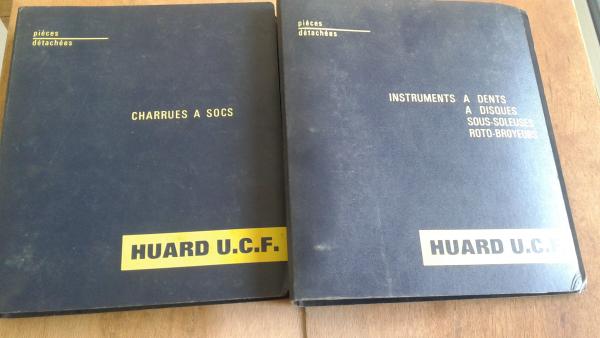 pièces
détachées
CHARRUES A SOCS
HUARD U.C.F.
pièces
détachées
INSTRUMENTS A DENTS
A DISQUES
SOUS-SOLEUSES
ROTO-BROYEURS
HUARD U.C.F